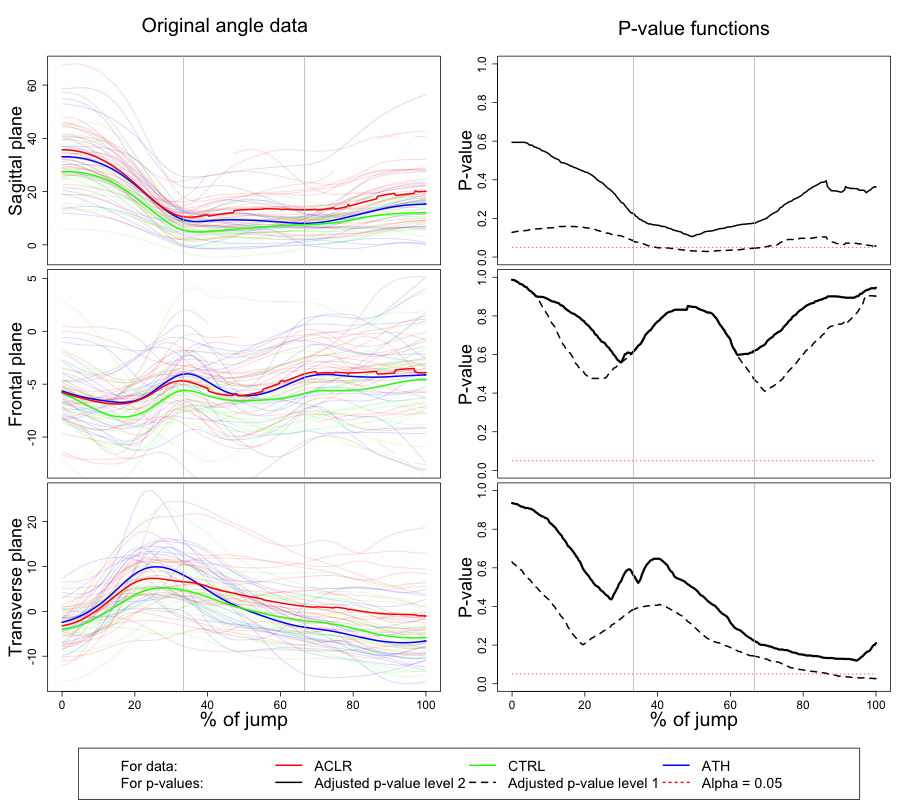 Original angle data
P-value functions
Sagittal plane
0 20 40 60
P-value
0.0 0.2 0.4 0.6 0.8 1.0
Frontal plane
-10 -5 0 5
P-value
0.0 0.2 0.4 0.6 0.8 1.0
Transverse plane
-10 0 10 20
P-value
0.0 0.2 0.4 0.6 0.8 1.0
0 20 40 60 80 100
0 20 40 60 80 100
% of jump
% of jump
For data: ACLR CTRL ATH
For p-values: Adjusted p-value level 2 Adjusted p-value level 1 Alpha = 0.05